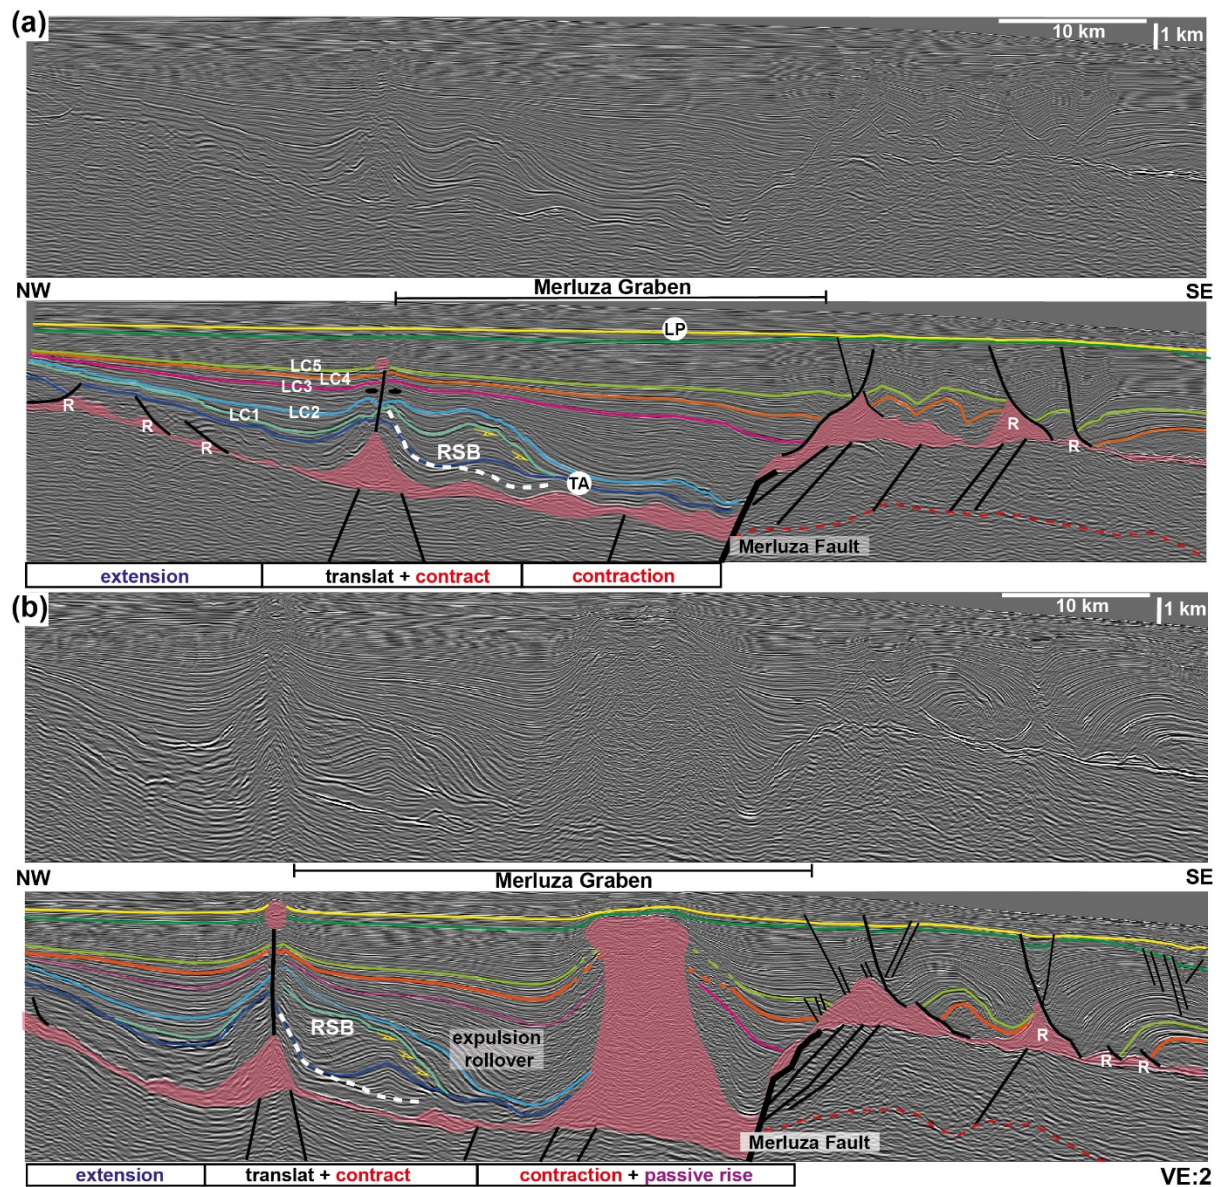 (a)
10 km
1 km
NW
Merluza Graben
SE
LP
LC5
LC4
LC3
LC1
LC2
R
R
R
RSB
TA
R
R
Merluza Fault
extension
translat + contract
contraction
(b)
10 km
1 km
NW
Merluza Graben
SE
RSB
expulsion
rollover
R
R
R
Merluza Fault
extension
translat + contract
contraction + passive rise
VE:2